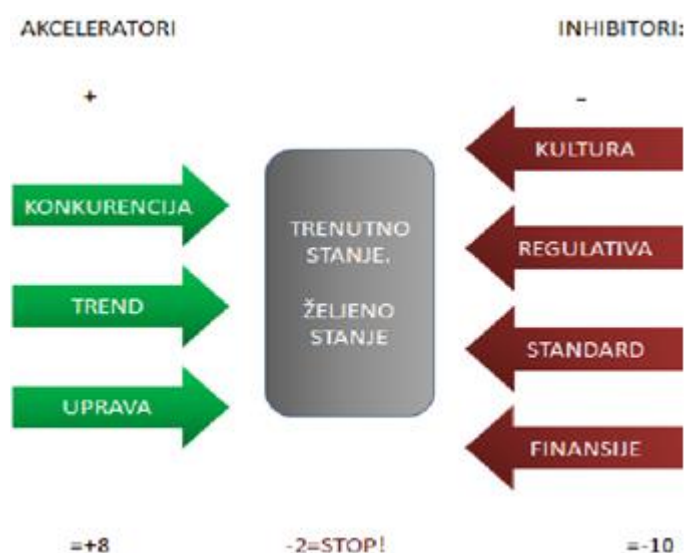 AKCELERATORI
INHIBITORI:
+
-
KONKURENCIJA
TREND
UPRAVA
TRENUTNO
STANJE.
ŽELJENO
STANJE
KULTURA
REGULATIVA
STANDARD
FINANSIJE
=+8
-2=STOP!
=-10